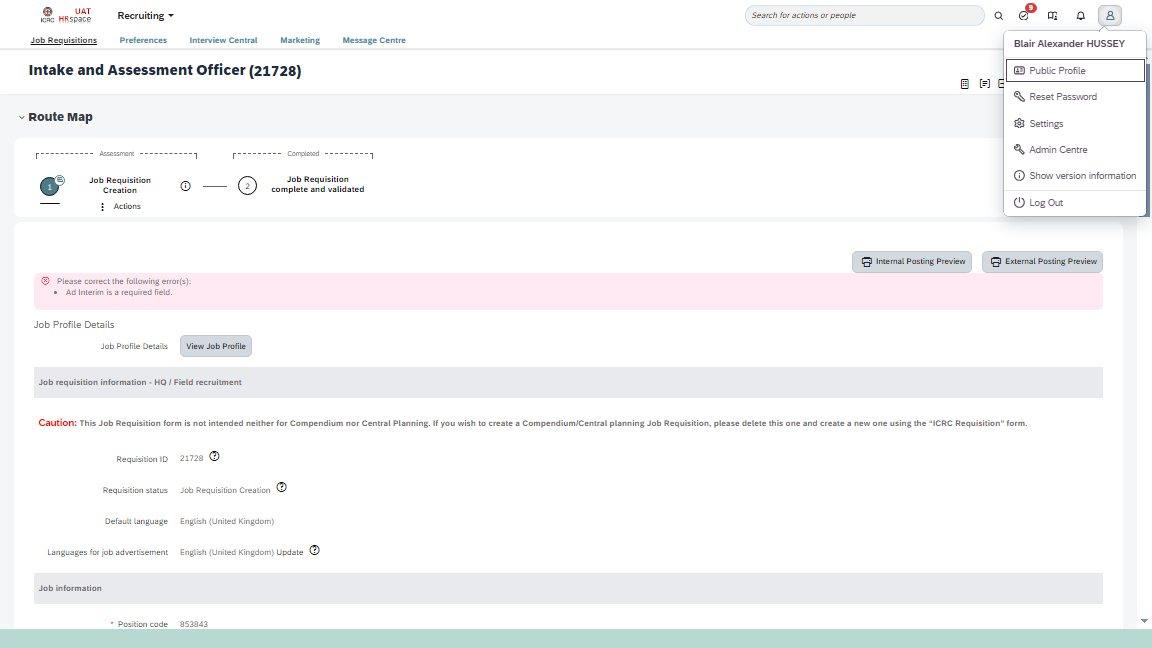 ICRC
UAT
HRspace
Recruiting
Search for actions or people
9
Job Requisitions
Preferences
Interview Central
Marketing
Message Centre
Blair Alexander HUSSEY
Public Profile
Reset Password
Settings
Admin Centre
Show version information
Log Out
Intake and Assessment Officer (21728)
Route Map
Assessment
Completed
1
Job Requisition
Creation
Actions
2
Job Requisition
complete and validated
Internal Posting Preview
External Posting Preview
Please correct the following error(s):
• Ad Interim is a required field.
Job Profile Details
Job Profile Details
View Job Profile
Job requisition information - HQ / Field recruitment
Caution: This Job Requisition form is not intended neither for Compendium nor Central Planning. If you wish to create a Compendium/Central planning Job Requisition, please delete this one and create a new one using the “ICRC Requisition” form.
Requisition ID 21728
Requisition status Job Requisition Creation
Default language English (United Kingdom)
Languages for job advertisement English (United Kingdom) Update
Job information
* Position code 853843